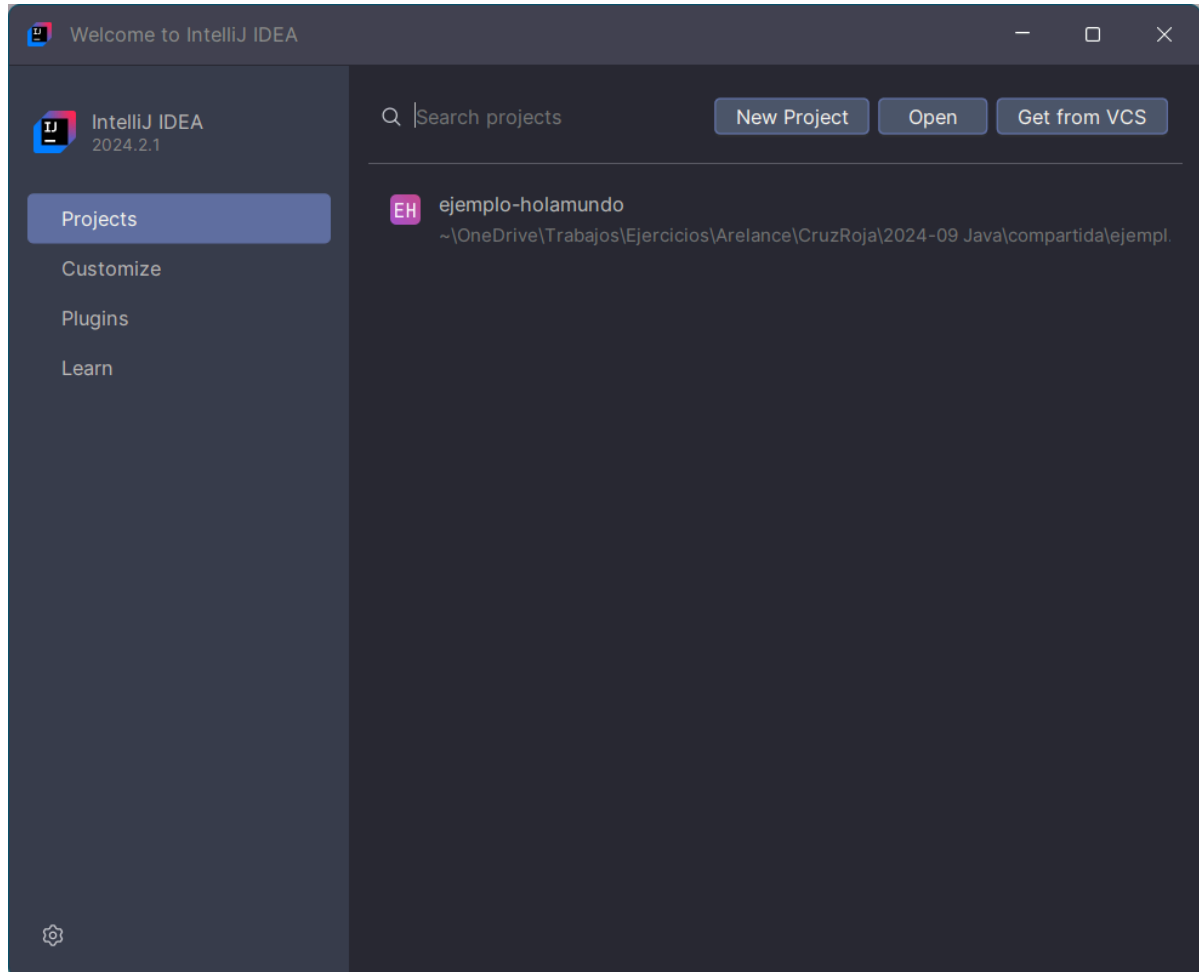 Welcome to IntelliJ IDEA
IntelliJ IDEA
2024.2.1
Projects
Customize
Plugins
Learn
Search projects
New Project
Open
Get from VCS
EH
ejemplo-holamundo
~\OneDrive\Trabajos\Ejercicios\Arelance\CruzRoja\2024-09 Java\compartida\ejempl.